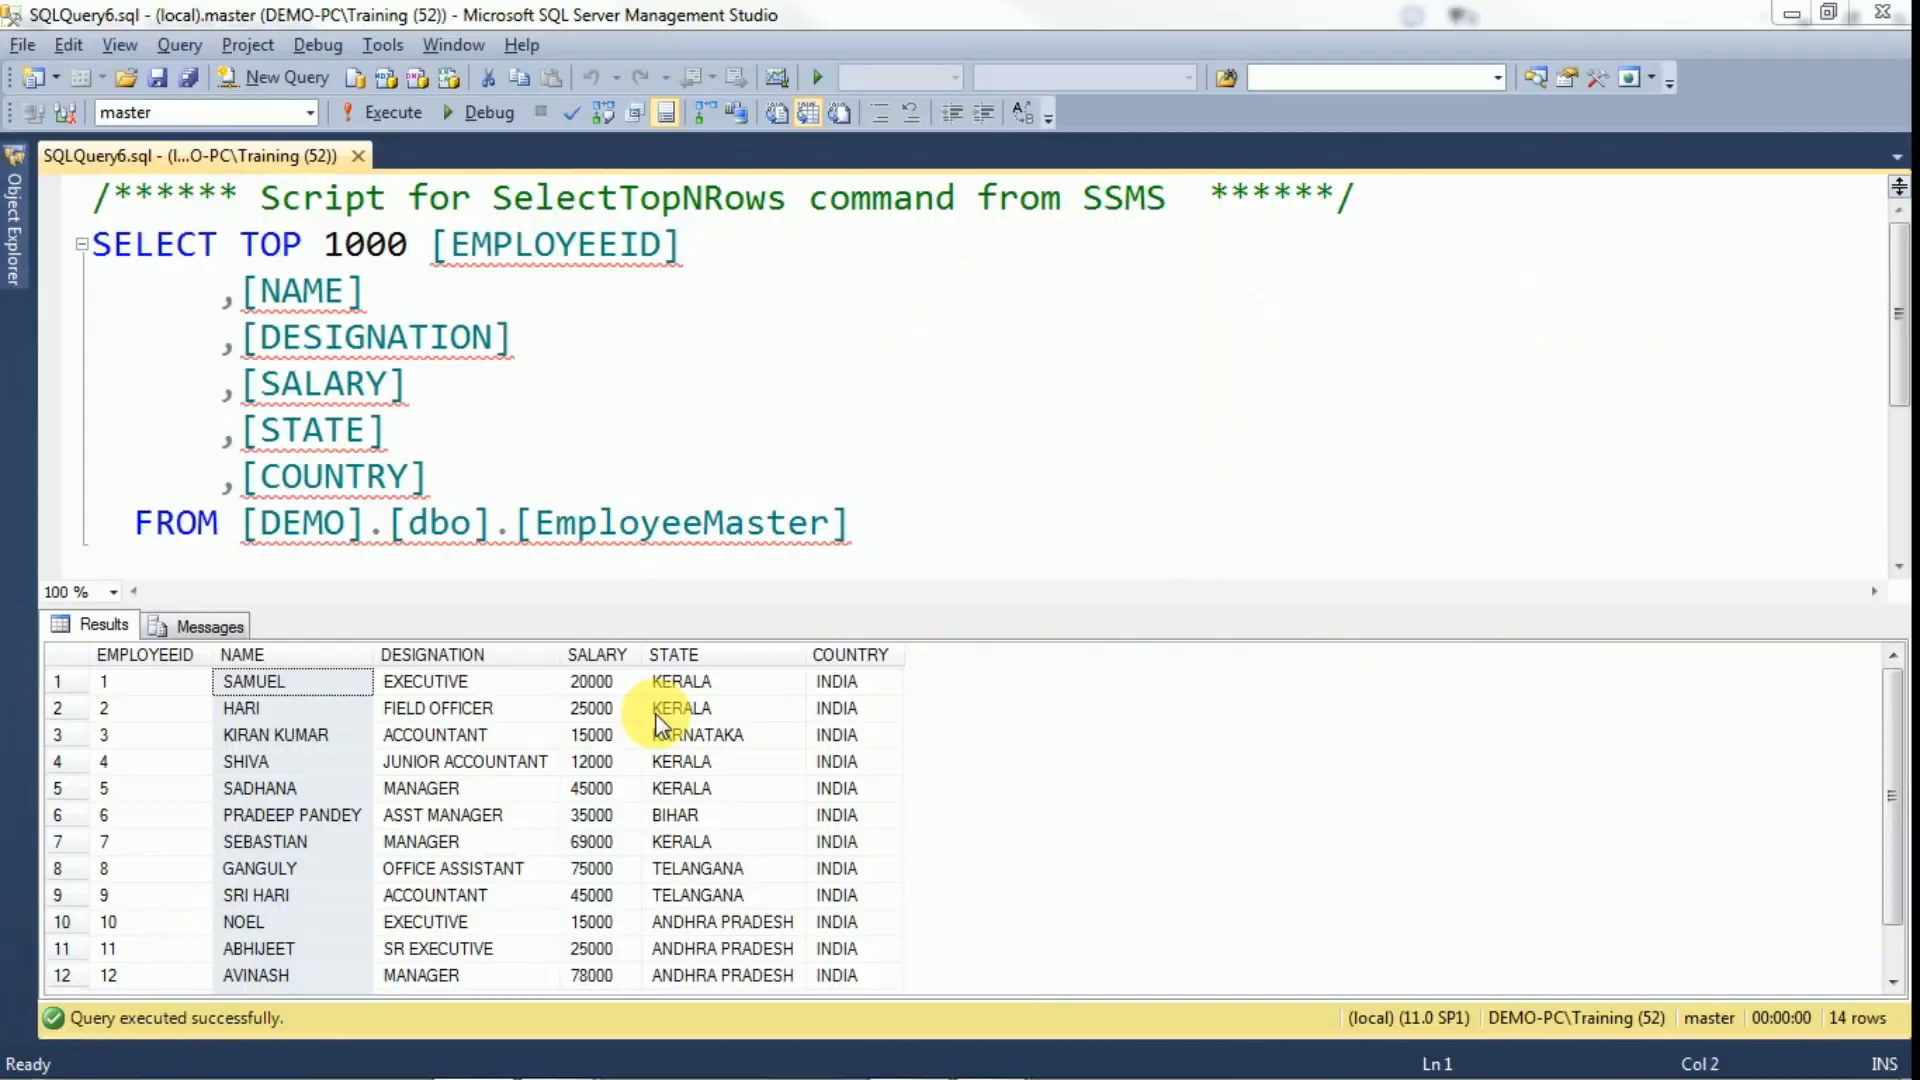 SQLQuery6.sql - (local).master (DEMO-PC\Training (52)) - Microsoft SQL Server Management Studio
File Edit View Query Project Debug Tools Window Help
New Query
master Execute Debug
SQLQuery6.sql - (l...O-PC\Training (52))
Object Explorer
/****** Script for SelectTopNRows command from SSMS ******/
SELECT TOP 1000 [EMPLOYEEID]
,[NAME]
,[DESIGNATION]
,[SALARY]
,[STATE]
,[COUNTRY]
FROM [DEMO].[dbo].[EmployeeMaster]
100 %
Results Messages
EMPLOYEEID NAME DESIGNATION SALARY STATE COUNTRY
1 1 SAMUEL EXECUTIVE 20000 KERALA INDIA
2 2 HARI FIELD OFFICER 25000 KERALA INDIA
3 3 KIRAN KUMAR ACCOUNTANT 15000 KARNATAKA INDIA
4 4 SHIVA JUNIOR ACCOUNTANT 12000 KERALA INDIA
5 5 SADHANA MANAGER 45000 KERALA INDIA
6 6 PRADEEP PANDEY ASST MANAGER 35000 BIHAR INDIA
7 7 SEBASTIAN MANAGER 69000 KERALA INDIA
8 8 GANGULY OFFICE ASSISTANT 75000 TELANGANA INDIA
9 9 SRI HARI ACCOUNTANT 45000 TELANGANA INDIA
10 10 NOEL EXECUTIVE 15000 ANDHRA PRADESH INDIA
11 11 ABHIJEET SR EXECUTIVE 25000 ANDHRA PRADESH INDIA
12 12 AVINASH MANAGER 78000 ANDHRA PRADESH INDIA
Query executed successfully. (local) (11.0 SP1) DEMO-PC\Training (52) master 00:00:00 14 rows
Ready Ln 1 Col 2 INS